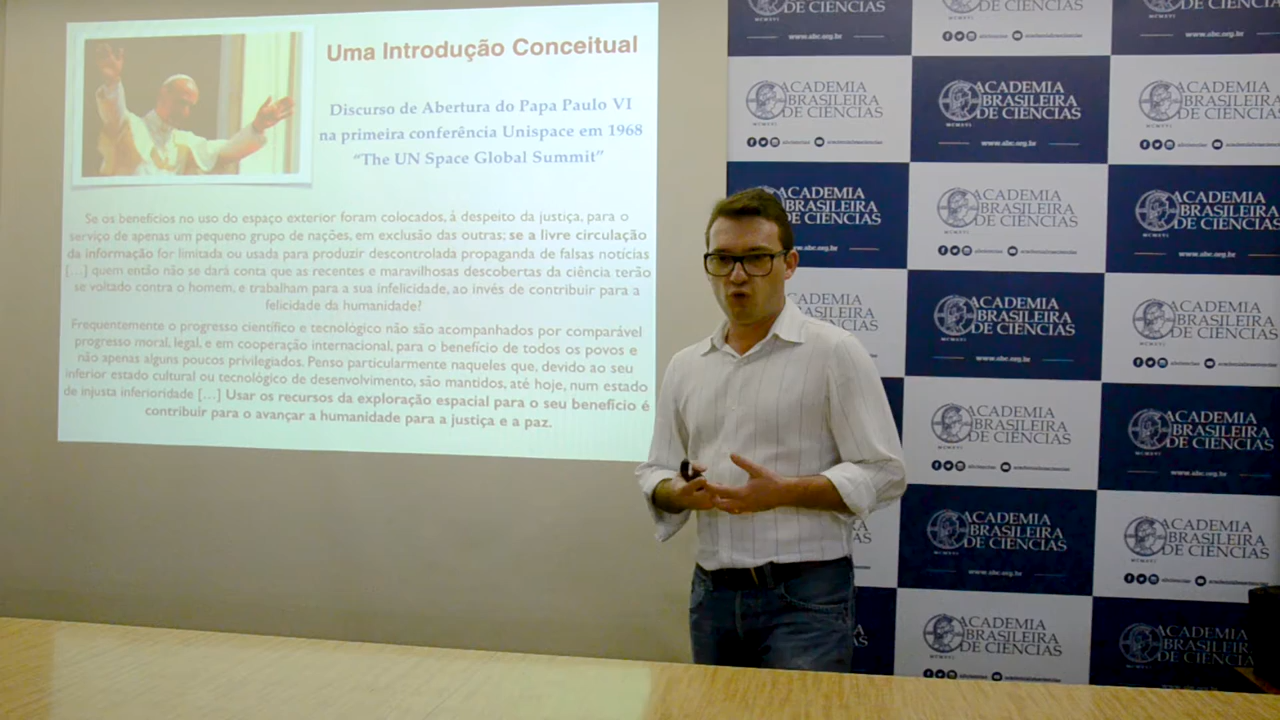 Uma Introdução Conceitual
Discurso de Abertura do Papa Paulo VI
na primeira conferência Unispace em 1968
“The UN Space Global Summit”
Se os benefícios no uso do espaço exterior foram colocados, à despeito da justiça, para o
serviço de apenas um pequeno grupo de nações, em exclusão das outras; se a livre circulação
da informação for limitada ou usada para produzir descontrolada propaganda de falsas notícias
[...] quem então não se dará conta que as recentes e maravilhosas descobertas da ciência terão
se voltado contra o homem, e trabalham para a sua infelicidade, ao invés de contribuir para a
felicidade da humanidade?
Frequentemente o progresso científico e tecnológico não são acompanhados por comparável
progresso moral, legal, e em cooperação internacional, para o benefício de todos os povos e
não apenas alguns poucos privilegiados. Penso particularmente naqueles que, devido ao seu
inferior estado cultural ou tecnológico de desenvolvimento, são mantidos, até hoje, num estado
de injusta inferioridade [...] Usar os recursos da exploração espacial para o seu benefício é
contribuir para o avançar a humanidade para a justiça e a paz.
ACADEMIA
BRASILEIRA
DE CIÊNCIAS
MCMXVI
www.abc.org.br